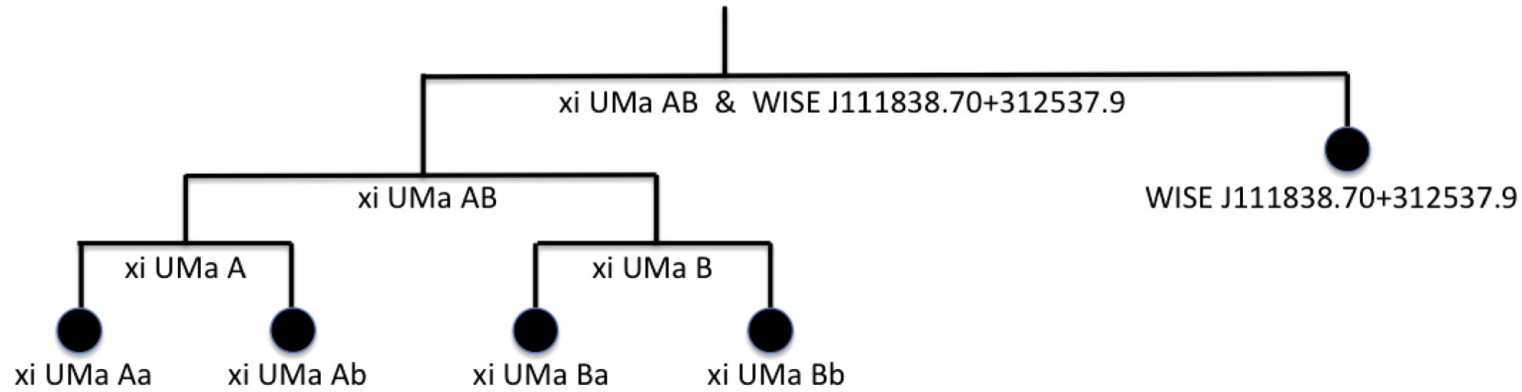 xi UMa AB & WISE J111838.70+312537.9
xi UMa AB
WISE J111838.70+312537.9
xi UMa A
xi UMa B
xi UMa Aa
xi UMa Ab
xi UMa Ba
xi UMa Bb